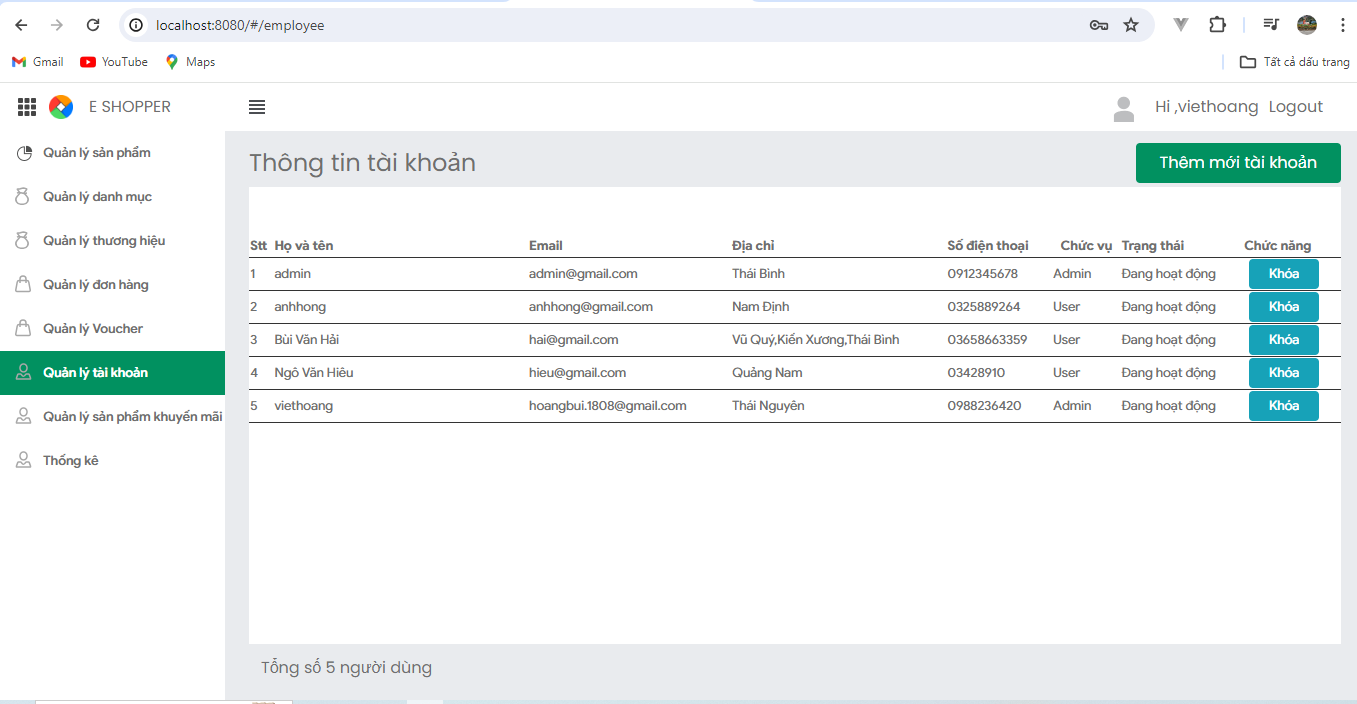 localhost:8080/#/employee
Gmail YouTube Maps Tất cả dấu trang
E SHOPPER Hi ,viethoang Logout
Quản lý sản phẩm
Quản lý danh mục
Quản lý thương hiệu
Quản lý đơn hàng
Quản lý Voucher
Quản lý tài khoản
Quản lý sản phẩm khuyến mãi
Thống kê
Thông tin tài khoản Thêm mới tài khoản
Stt Họ và tên Email Địa chỉ Số điện thoại Chức vụ Trạng thái Chức năng
1 admin admin@gmail.com Thái Bình 0912345678 Admin Đang hoạt động Khóa
2 anhhong anhhong@gmail.com Nam Định 0325889264 User Đang hoạt động Khóa
3 Bùi Văn Hải hai@gmail.com Vũ Quý,Kiến Xương,Thái Bình 03658663359 User Đang hoạt động Khóa
4 Ngô Văn Hiêu hieu@gmail.com Quảng Nam 03428910 User Đang hoạt động Khóa
5 viethoang hoangbui.1808@gmail.com Thái Nguyên 0988236420 Admin Đang hoạt động Khóa
Tổng số 5 người dùng